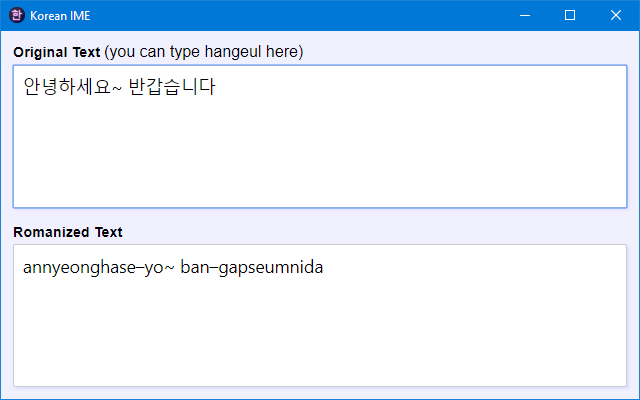 한 Korean IME
Original Text (you can type hangeul here)
안녕하세요~ 반갑습니다
Romanized Text
annyeonghase–yo~ ban–gapseumnida